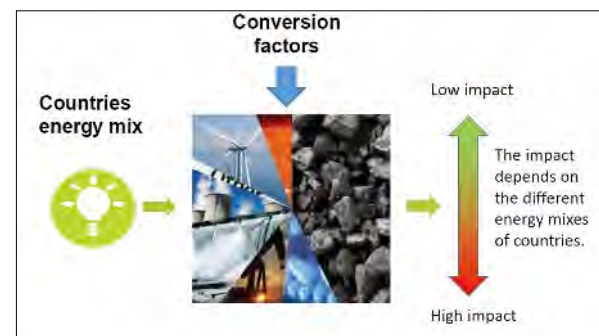 Conversion
factors
Countries
energy mix
Low impact
The impact
depends on
the different
energy mixes
of countries.
High impact